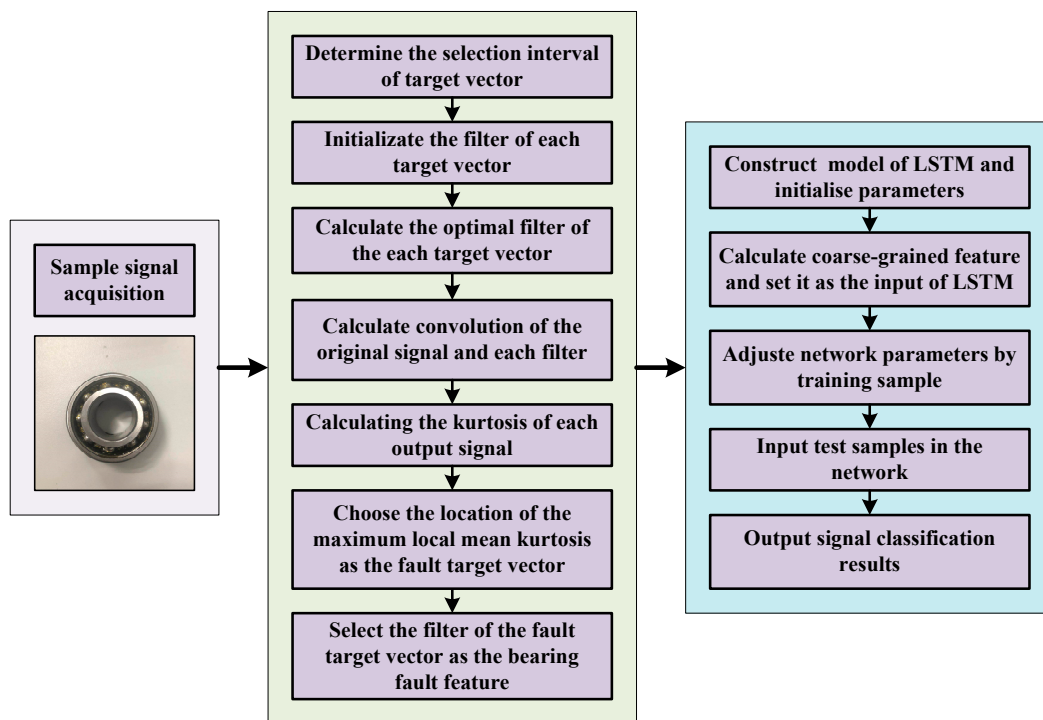 Sample signal
acquisition
Determine the selection interval
of target vector
Initializate the filter of each
target vector
Calculate the optimal filter of
the each target vector
Calculate convolution of the
original signal and each filter
Calculating the kurtosis of each
output signal
Choose the location of the
maximum local mean kurtosis
as the fault target vector
Select the filter of the fault
target vector as the bearing
fault feature
Construct model of LSTM and
initialise parameters
Calculate coarse-grained feature
and set it as the input of LSTM
Adjuste network parameters by
training sample
Input test samples in the
network
Output signal classification
results